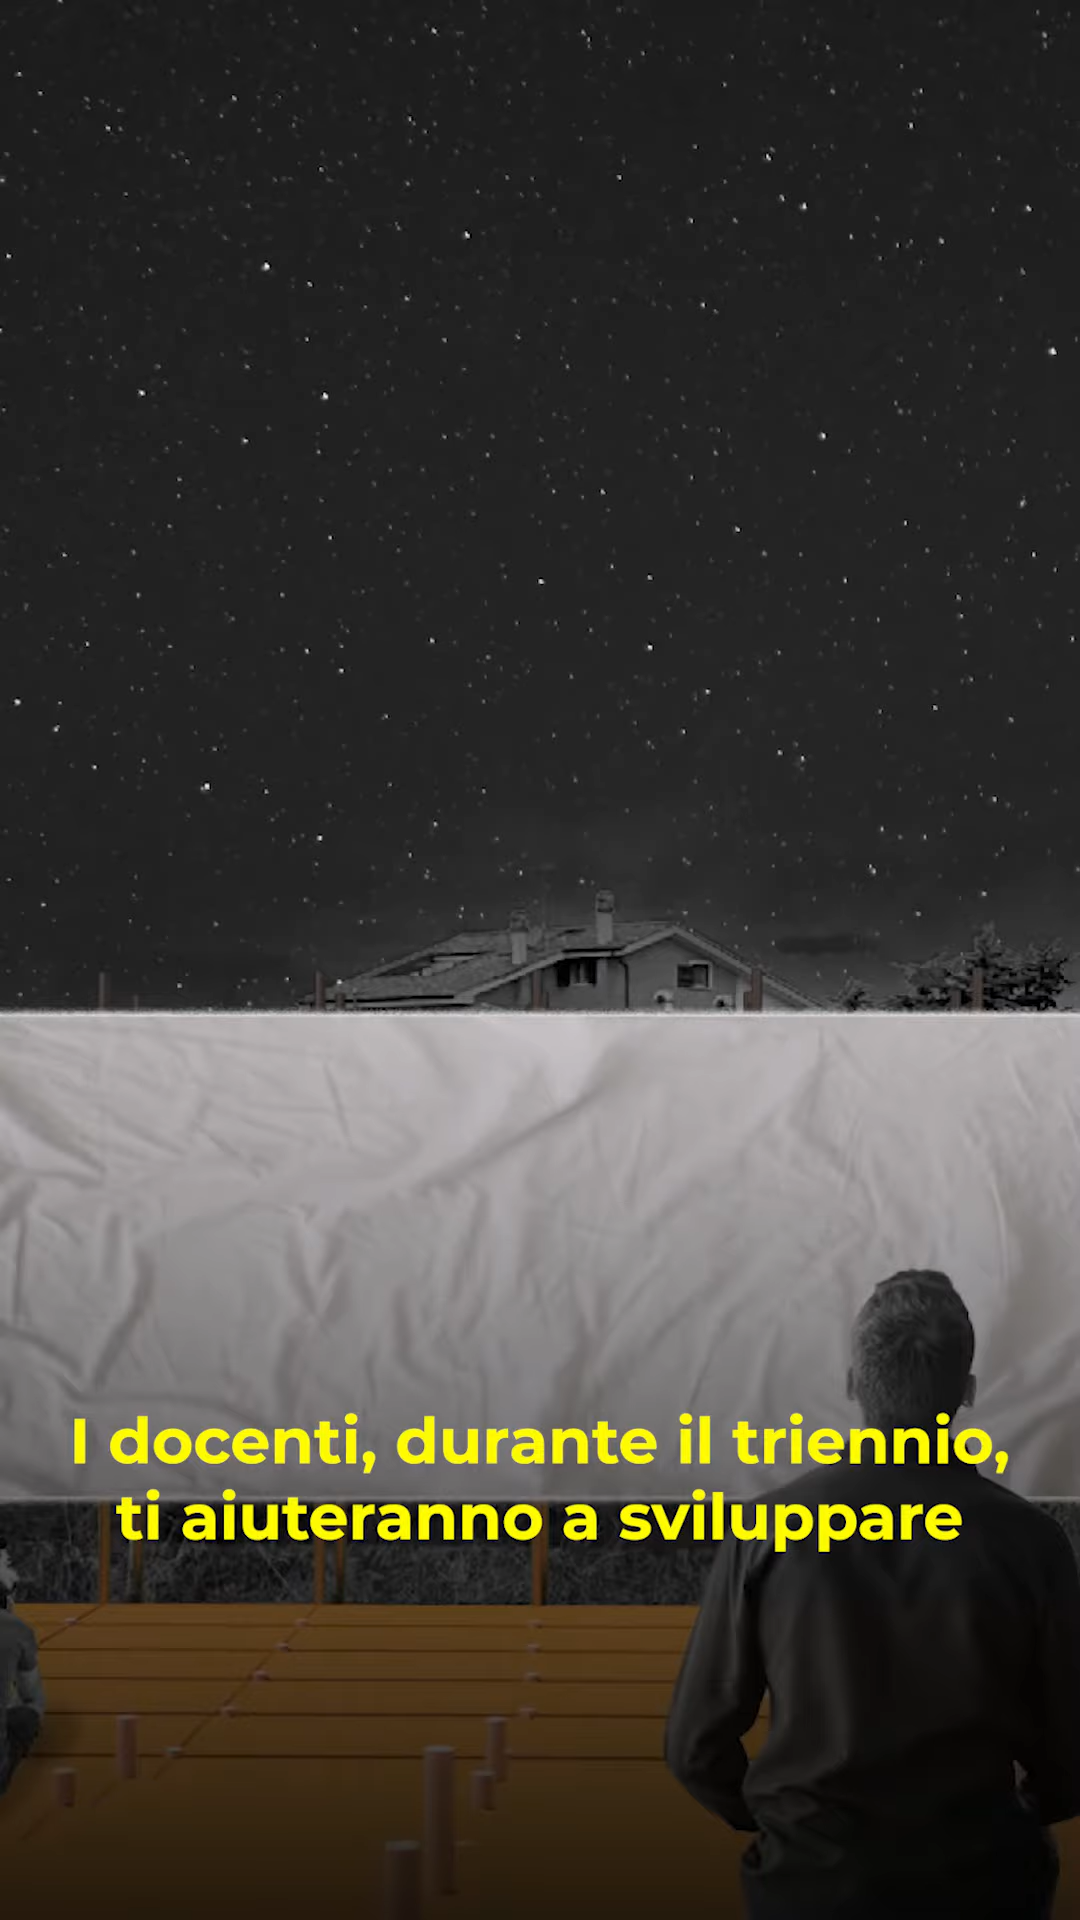 I docenti, durante il triennio,
ti aiuteranno a sviluppare